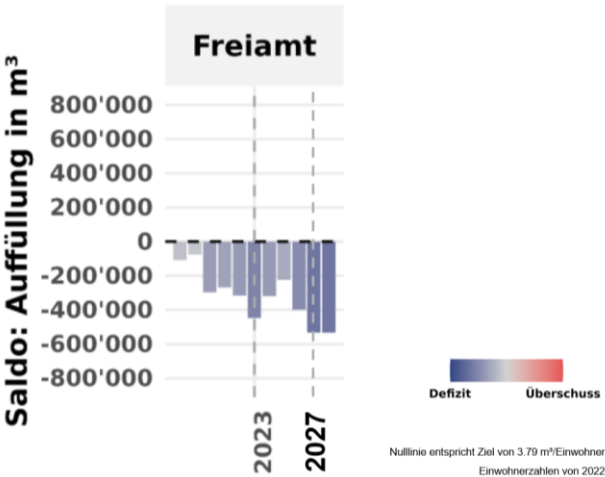 Freiamt
Saldo: Auffüllung in m³
800'000
600'000
400'000
200'000
0
-200'000
-400'000
-600'000
-800'000
2023
2027
Defizit
Überschuss
Nulllinie entspricht Ziel von 3.79 m³/Einwohner
Einwohnerzahlen von 2022